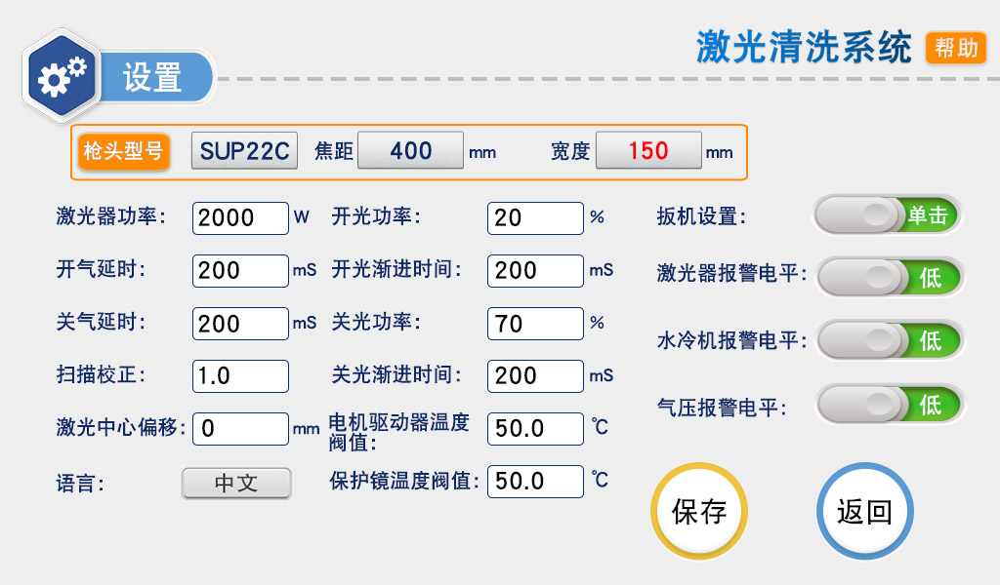 激光清洗系统 帮助
设置
枪头型号 SUP22C 焦距 400 mm 宽度 150 mm
激光器功率: 2000 W 开光功率: 20 % 扳机设置: 单击
开气延时: 200 mS 开光渐进时间: 200 mS 激光器报警电平: 低
关气延时: 200 mS 关光功率: 70 % 水冷机报警电平: 低
扫描校正: 1.0 关光渐进时间: 200 mS 气压报警电平: 低
激光中心偏移: 0 mm 电机驱动器温度
阀值: 50.0 ℃
语言: 中文 保护镜温度阀值: 50.0 ℃
保存 返回